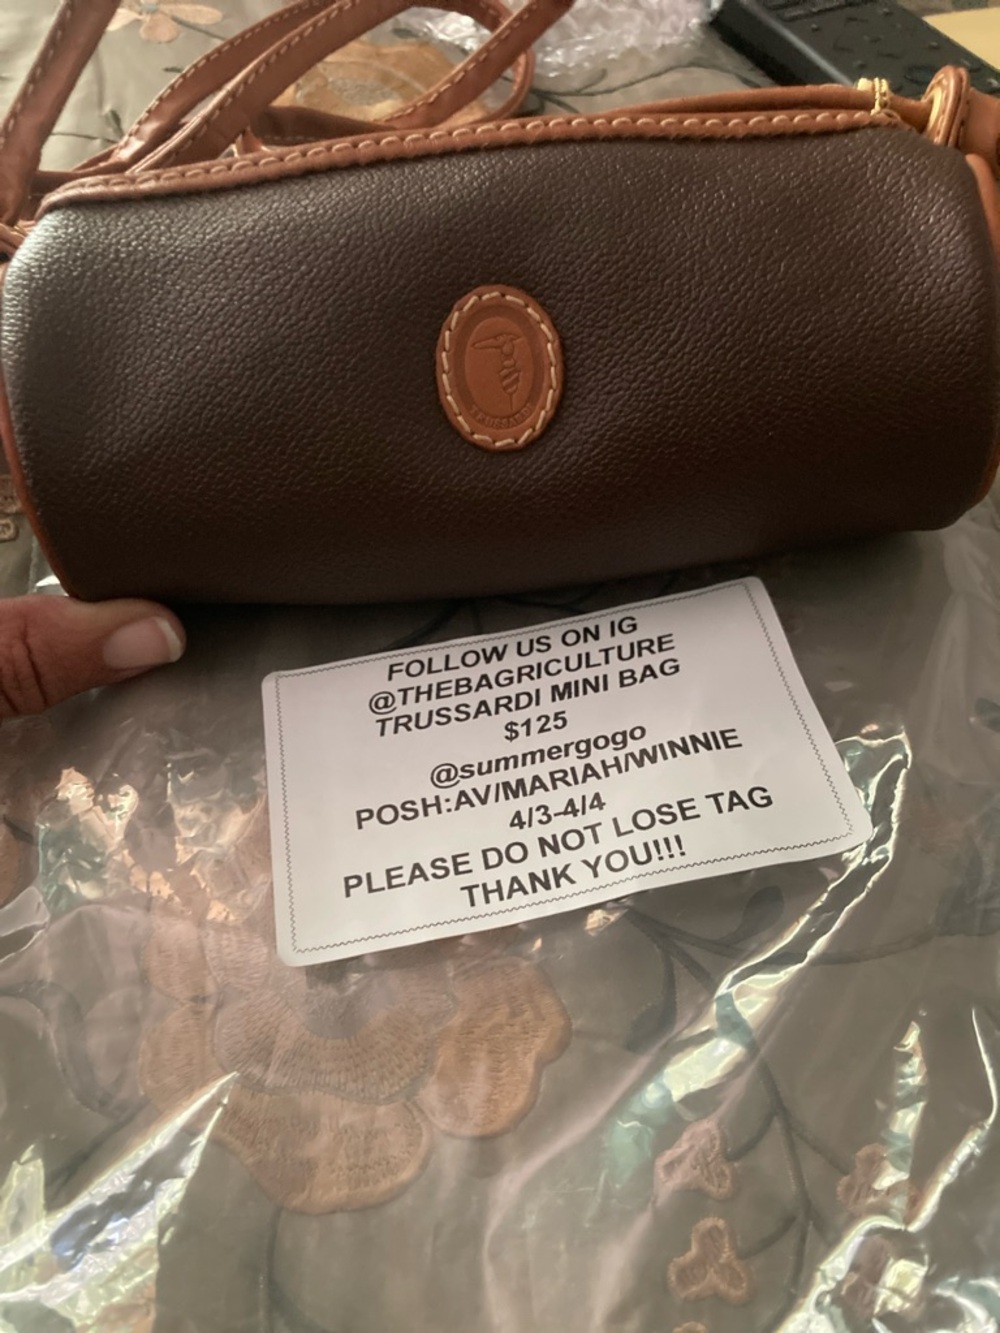 TRUSSARDI
FOLLOW US ON IG
@THEBAGRICULTURE
TRUSSARDI MINI BAG
$125
@summergogo
POSH:AV/MARIAH/WINNIE
4/3-4/4
PLEASE DO NOT LOSE TAG
THANK YOU!!!